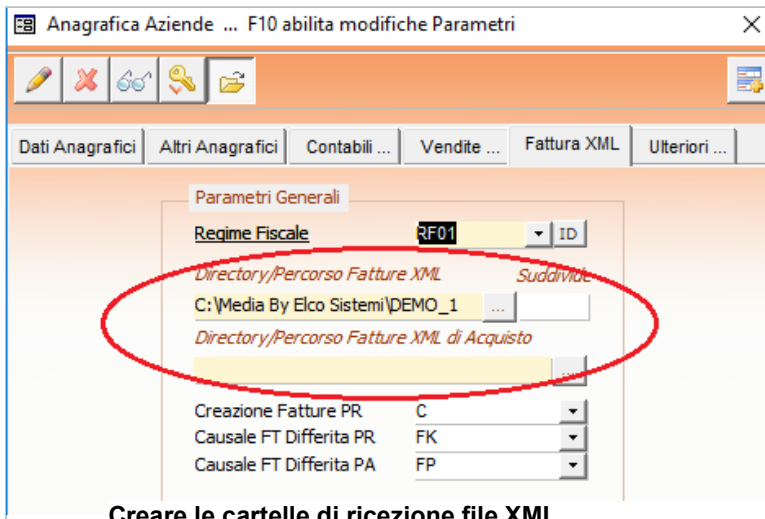 Anagrafica Aziende ... F10 abilita modifiche Parametri
Dati Anagrafici Altri Anagrafici Contabili ... Vendite ... Fattura XML Ulteriori ...
Parametri Generali
Regime Fiscale RF01 ID
Directory/Percorso Fatture XML Suddivide
C:\Media By Elco Sistemi\DEMO_1 ...
Directory/Percorso Fatture XML di Acquisto
...
Creazione Fatture PR C
Causale FT Differita PR FK
Causale FT Differita PA FP
Creare le cartelle di ricezione file XML